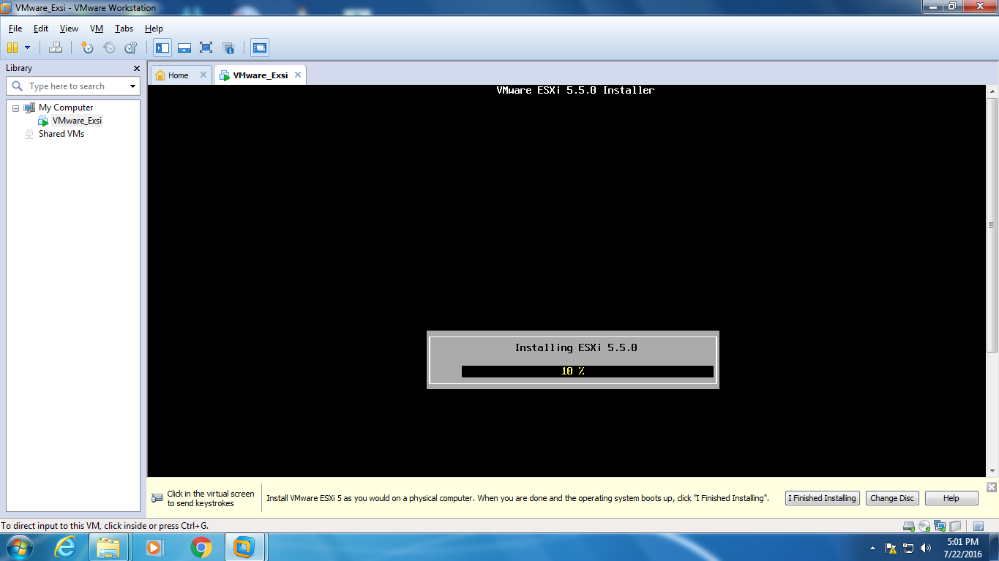 VMware_Exsi - VMware Workstation
File Edit View VM Tabs Help
Library
Type here to search
My Computer
VMware_Exsi
Shared VMs
Home
VMware_Exsi
VMware ESXi 5.5.0 Installer
Installing ESXi 5.5.0
10 %
Click in the virtual screen
to send keystrokes
Install VMware ESXi 5 as you would on a physical computer. When you are done and the operating system boots up, click "I Finished Installing".
I Finished Installing
Change Disc
Help
To direct input to this VM, click inside or press Ctrl+G.
5:01 PM
7/22/2016